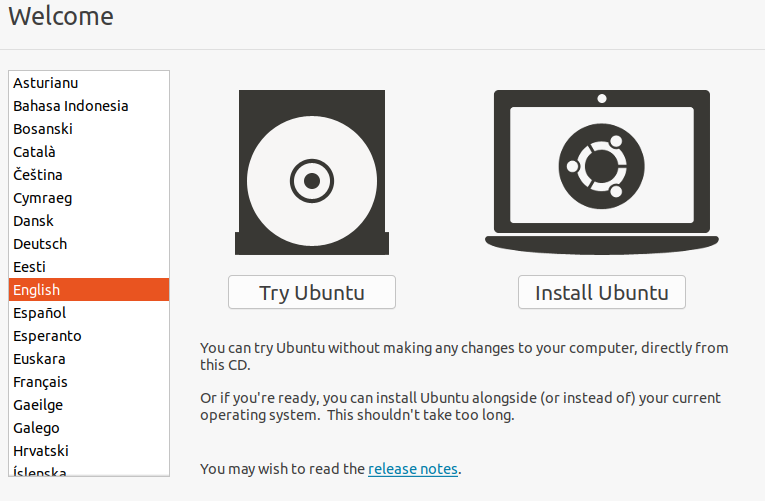 Welcome
Asturianu
Bahasa Indonesia
Bosanski
Català
Čeština
Cymraeg
Dansk
Deutsch
Eesti
English
Español
Esperanto
Euskara
Français
Gaeilge
Galego
Hrvatski
Íslenska
Try Ubuntu
Install Ubuntu
You can try Ubuntu without making any changes to your computer, directly from
this CD.
Or if you're ready, you can install Ubuntu alongside (or instead of) your current
operating system.  This shouldn't take too long.
You may wish to read the release notes.